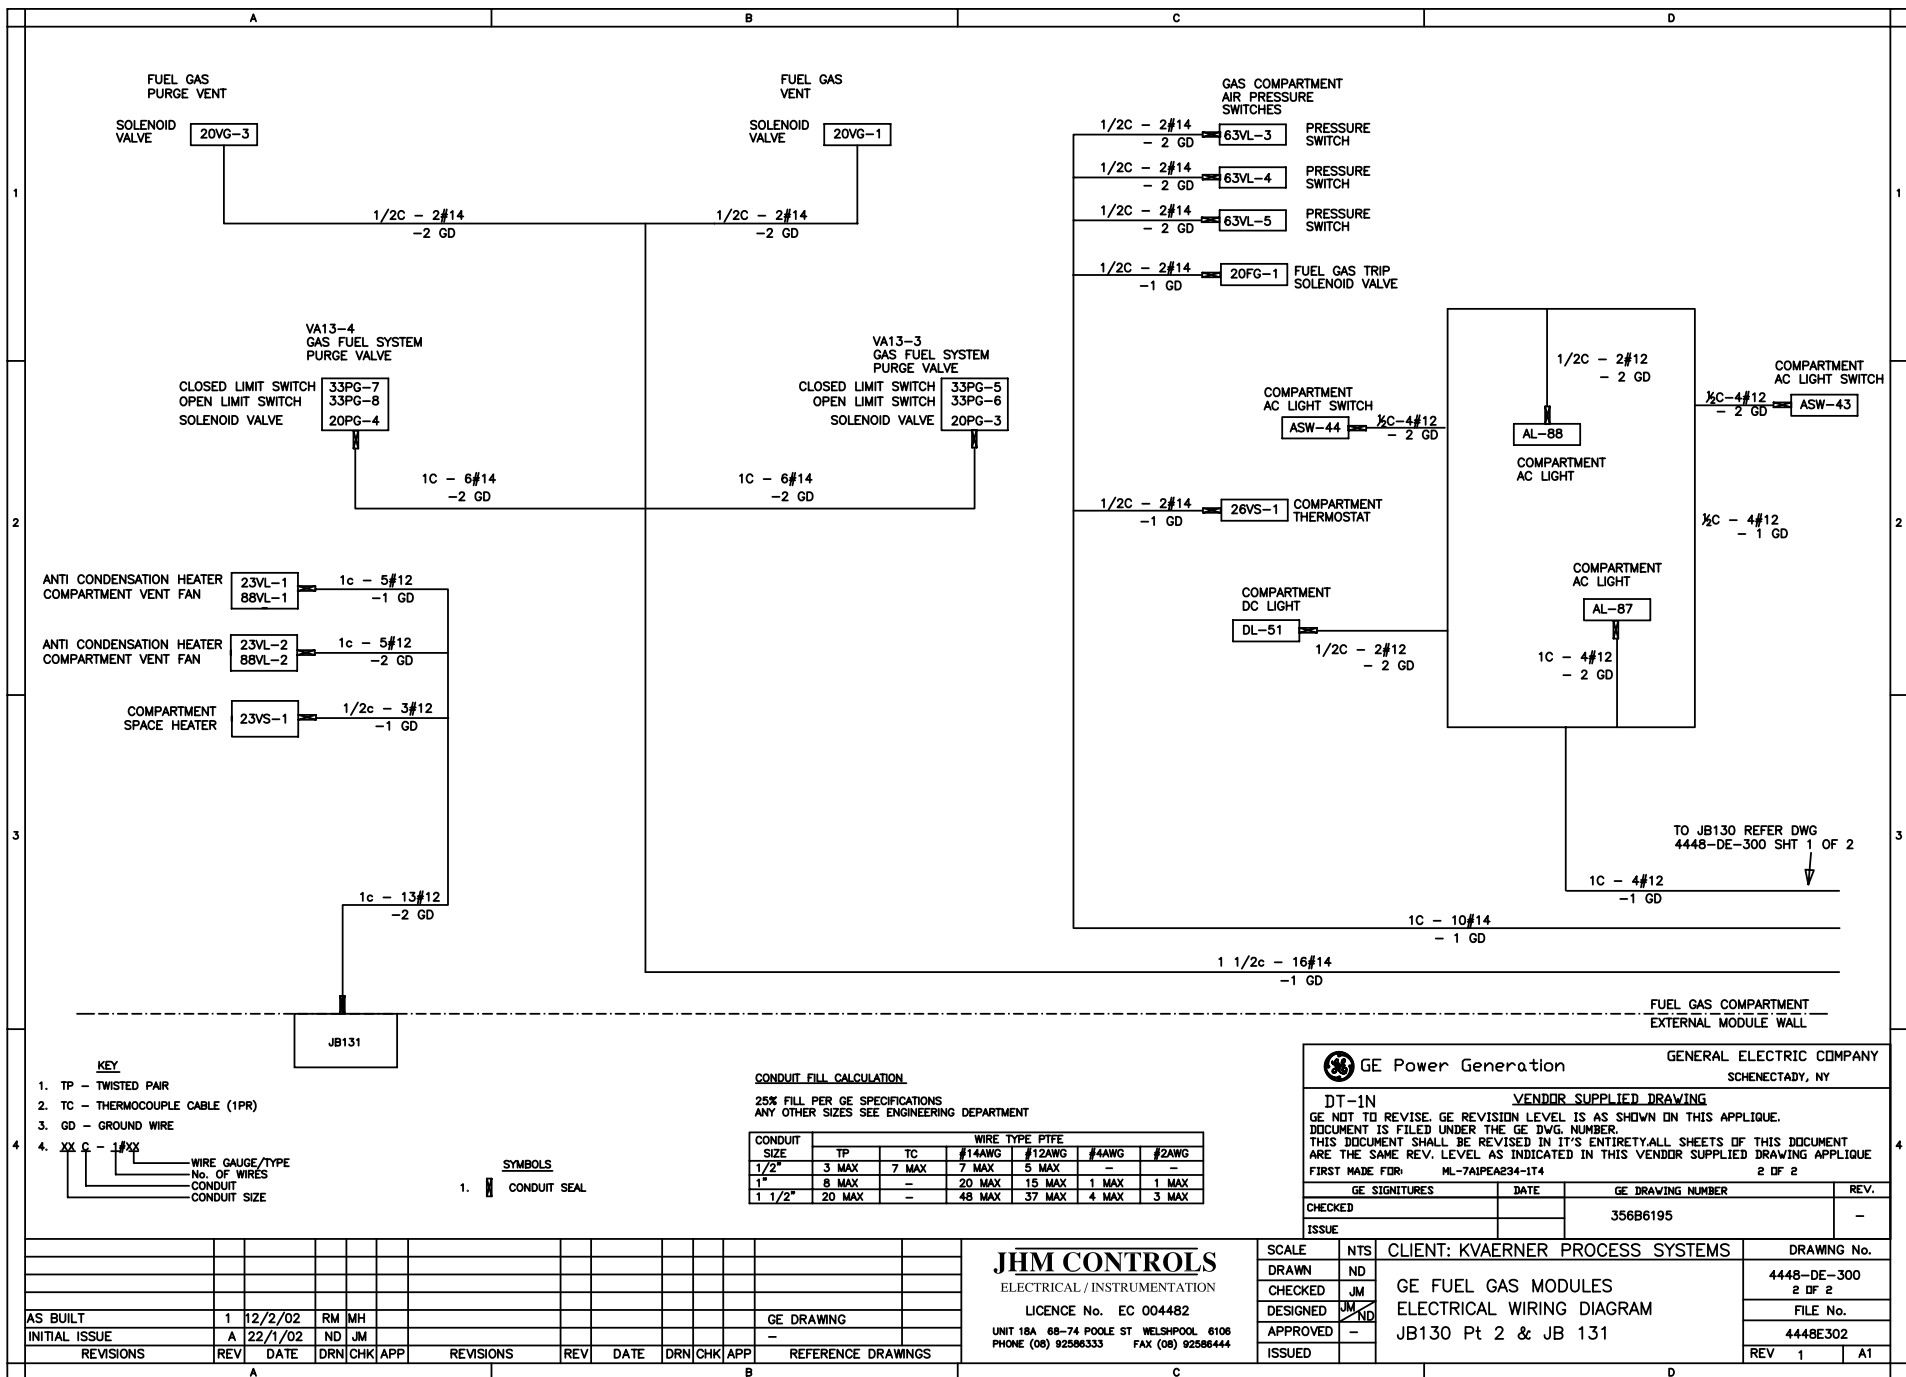 A
B
C
D
FUEL GAS
PURGE VENT
SOLENOID
VALVE
20VG-3
FUEL GAS
VENT
SOLENOID
VALVE
20VG-1
1/2C - 2#14
-2 GD
1/2C - 2#14
-2 GD
GAS COMPARTMENT
AIR PRESSURE
SWITCHES
1/2C - 2#14
- 2 GD
63VL-3
PRESSURE
SWITCH
1/2C - 2#14
- 2 GD
63VL-4
PRESSURE
SWITCH
1/2C - 2#14
- 2 GD
63VL-5
PRESSURE
SWITCH
1/2C - 2#14
-1 GD
20FG-1
FUEL GAS TRIP
SOLENOID VALVE
1
1
VA13-4
GAS FUEL SYSTEM
PURGE VALVE
CLOSED LIMIT SWITCH 33PG-7
OPEN LIMIT SWITCH 33PG-8
SOLENOID VALVE 20PG-4
VA13-3
GAS FUEL SYSTEM
PURGE VALVE
CLOSED LIMIT SWITCH 33PG-5
OPEN LIMIT SWITCH 33PG-6
SOLENOID VALVE 20PG-3
1C - 6#14
-2 GD
1C - 6#14
-2 GD
1/2C - 2#12
- 2 GD
COMPARTMENT
AC LIGHT SWITCH
½C-4#12
- 2 GD
ASW-43
COMPARTMENT
AC LIGHT SWITCH
ASW-44
½C-4#12
- 2 GD
AL-88
COMPARTMENT
AC LIGHT
1/2C - 2#14
-1 GD
26VS-1
COMPARTMENT
THERMOSTAT
½C - 4#12
- 1 GD
2
2
COMPARTMENT
AC LIGHT
AL-87
1C - 4#12
- 2 GD
COMPARTMENT
DC LIGHT
DL-51
1/2C - 2#12
- 2 GD
ANTI CONDENSATION HEATER
COMPARTMENT VENT FAN
23VL-1
88VL-1
-
1c - 5#12
-1 GD
ANTI CONDENSATION HEATER
COMPARTMENT VENT FAN
23VL-2
88VL-2
1c - 5#12
-2 GD
COMPARTMENT
SPACE HEATER
23VS-1
1/2c - 3#12
-1 GD
3
3
TO JB130 REFER DWG
4448-DE-300 SHT 1 OF 2
1c - 13#12
-2 GD
1C - 4#12
-1 GD
1C - 10#14
- 1 GD
1 1/2c - 16#14
-1 GD
FUEL GAS COMPARTMENT
EXTERNAL MODULE WALL
JB131
KEY
1. TP - TWISTED PAIR
2. TC - THERMOCOUPLE CABLE (1PR)
3. GD - GROUND WIRE
4. XX C - 1#XX
WIRE GAUGE/TYPE
No. OF WIRES
CONDUIT
CONDUIT SIZE
SYMBOLS
1. CONDUIT SEAL
CONDUIT FILL CALCULATION
25% FILL PER GE SPECIFICATIONS
ANY OTHER SIZES SEE ENGINEERING DEPARTMENT
CONDUIT SIZE WIRE TYPE PTFE
TP TC #14AWG #12AWG #4AWG #2AWG
1/2" 3 MAX 7 MAX 7 MAX 5 MAX - -
1" 8 MAX - 20 MAX 15 MAX 1 MAX 1 MAX
1 1/2" 20 MAX - 48 MAX 37 MAX 4 MAX 3 MAX
4
4
GE Power Generation
GENERAL ELECTRIC COMPANY
SCHENECTADY, NY
DT-1N VENDOR SUPPLIED DRAWING
GE NOT TO REVISE. GE REVISION LEVEL IS AS SHOWN ON THIS APPLIQUE.
DOCUMENT IS FILED UNDER THE GE DWG. NUMBER.
THIS DOCUMENT SHALL BE REVISED IN IT'S ENTIRETY.ALL SHEETS OF THIS DOCUMENT
ARE THE SAME REV. LEVEL AS INDICATED IN THIS VENDOR SUPPLIED DRAWING APPLIQUE
FIRST MADE FOR: ML-7A1PEA234-1T4 2 OF 2
GE SIGNITURES DATE GE DRAWING NUMBER REV.
CHECKED
356B6195 -
ISSUE
AS BUILT 1 12/2/02 RM MH
INITIAL ISSUE A 22/1/02 ND JM
REVISIONS REV DATE DRN CHK APP REVISIONS REV DATE DRN CHK APP
GE DRAWING
-
REFERENCE DRAWINGS
JHM CONTROLS
ELECTRICAL / INSTRUMENTATION
LICENCE No. EC 004482
UNIT 18A 68-74 POOLE ST WELSHPOOL 6106
PHONE (08) 92586333 FAX (08) 92586444
SCALE NTS
DRAWN ND
CHECKED JM
DESIGNED JM/ND
APPROVED -
ISSUED
CLIENT: KVAERNER PROCESS SYSTEMS
GE FUEL GAS MODULES
ELECTRICAL WIRING DIAGRAM
JB130 Pt 2 & JB 131
DRAWING No.
4448-DE-300
2 OF 2
FILE No.
4448E302
REV 1 A1
A
B
C
D